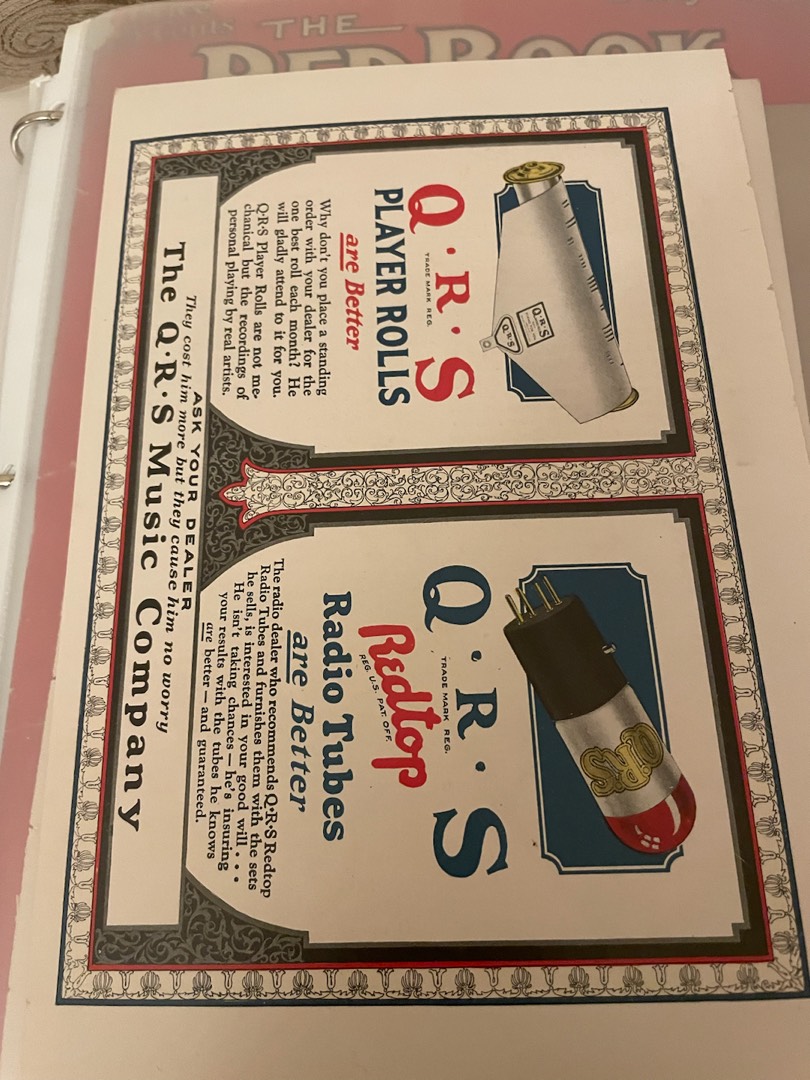 THE
RED BOOK
Q·R·S
Q·R·S
Q·R·S
TRADE MARK REG.
PLAYER ROLLS
are Better
Why don't you place a standing
order with your dealer for the
one best roll each month? He
will gladly attend to it for you.
Q·R·S Player Rolls are not me-
chanical but the recordings of
personal playing by real artists.
Q.R.S
Q·R·S
TRADE MARK REG.
Redtop
REG. U.S. PAT. OFF.
Radio Tubes
are Better
The radio dealer who recommends Q·R·S Redtop
Radio Tubes and furnishes them with the sets
he sells, is interested in your good will . . .
He isn't taking chances—he's insuring
your results with the tubes he knows
are better—and guaranteed.
ASK YOUR DEALER
They cost him more but they cause him no worry
The Q·R·S Music Company